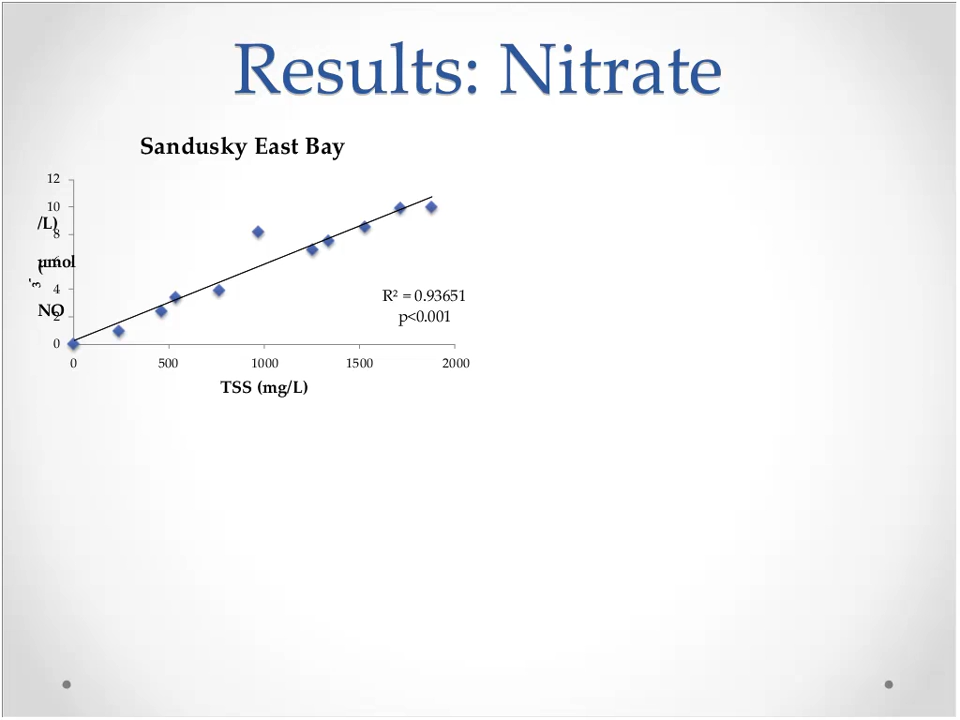 Results: Nitrate
Sandusky East Bay
12
10
8
4
2
0
/L)
µmol
(
3
-
NO
R² = 0.93651
p<0.001
0 500 1000 1500 2000
TSS (mg/L)